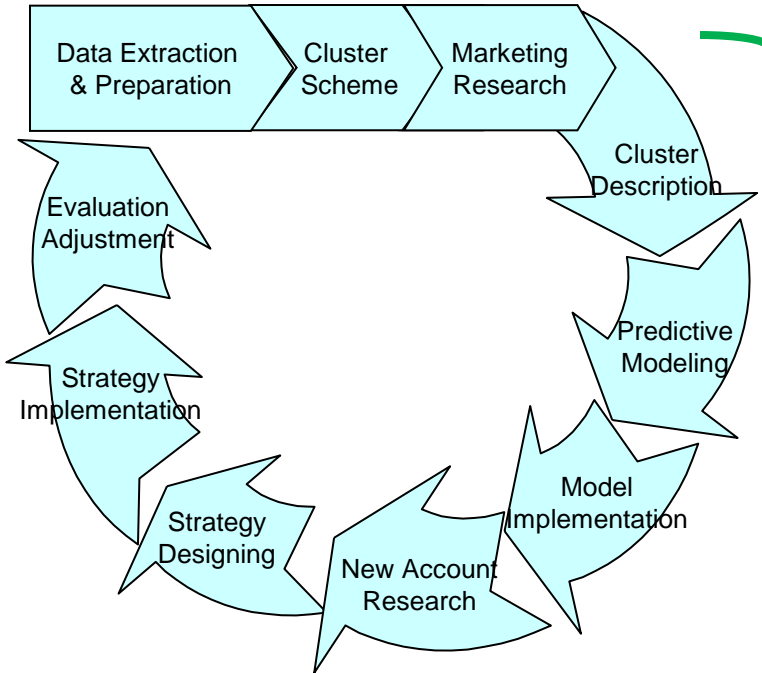 Data Extraction
& Preparation
Cluster
Scheme
Marketing
Research
Cluster
Description
Predictive
Modeling
Model
Implementation
New Account
Research
Strategy
Designing
Strategy
Implementation
Evaluation
Adjustment